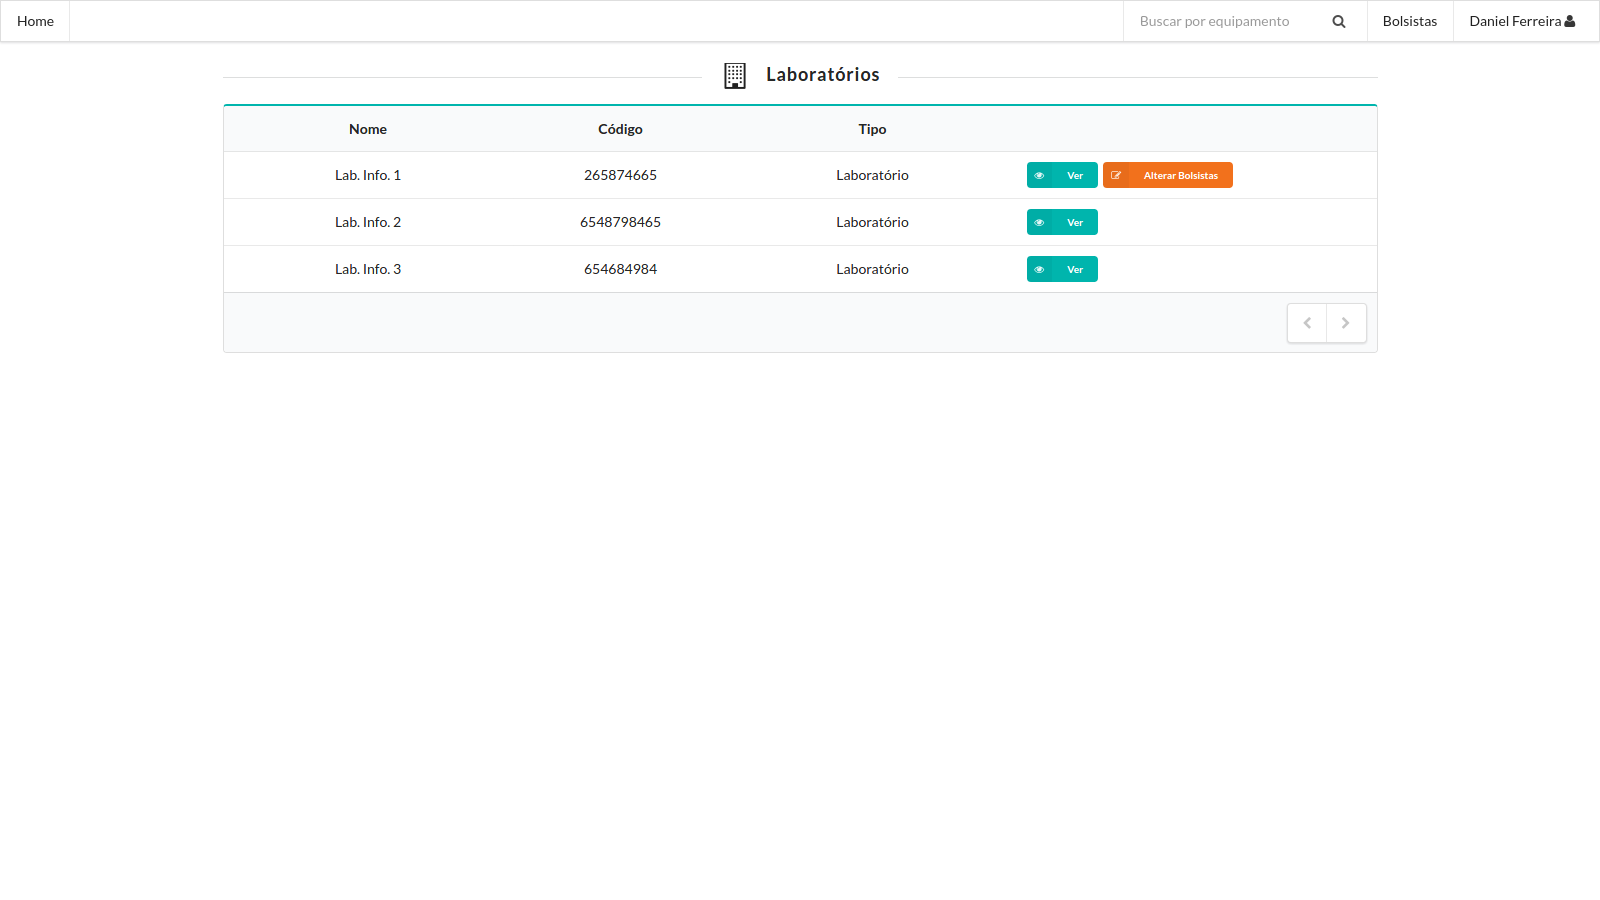 Home Buscar por equipamento Bolsistas Daniel Ferreira
Laboratórios
Nome Código Tipo
Lab. Info. 1 265874665 Laboratório Ver Alterar Bolsistas
Lab. Info. 2 6548798465 Laboratório Ver
Lab. Info. 3 654684984 Laboratório Ver